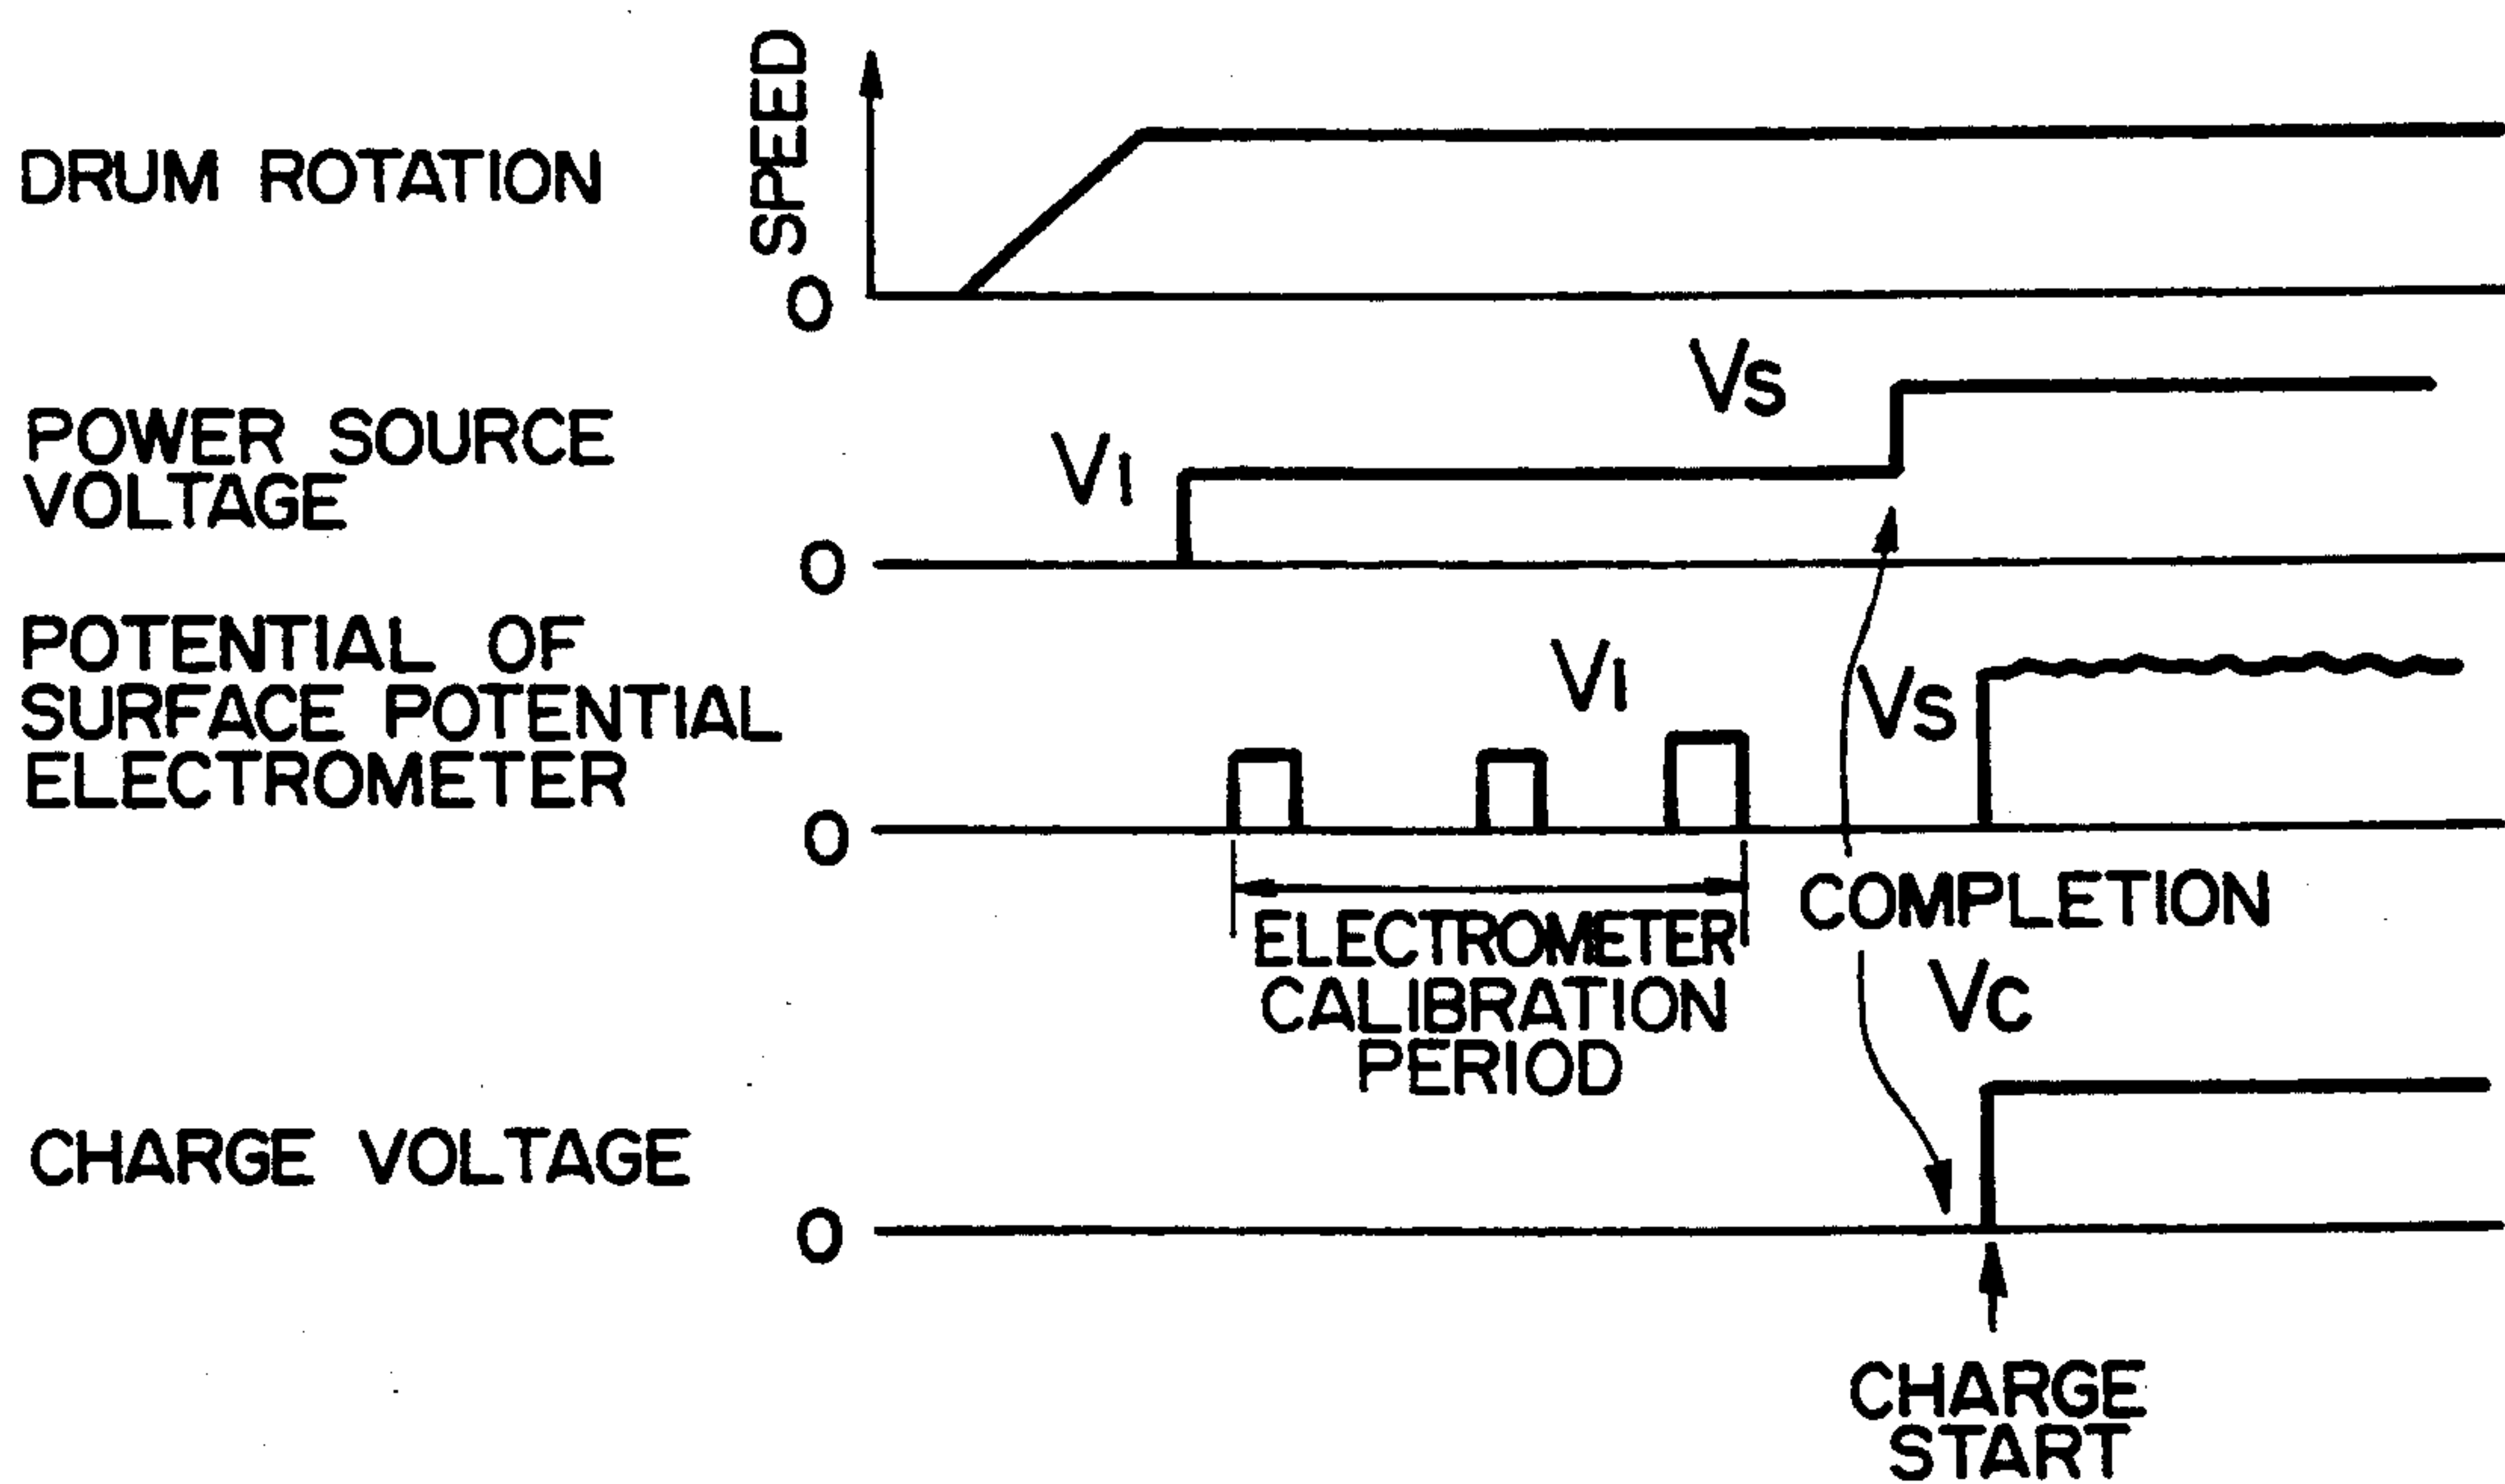 SPEED
DRUM ROTATION
0
VS
POWER SOURCE
VOLTAGE
V1
0
POTENTIAL OF
SURFACE POTENTIAL
ELECTROMETER
V1
VS
0
COMPLETION
ELECTROMETER
CALIBRATION
PERIOD
VC
CHARGE VOLTAGE
0
CHARGE
START